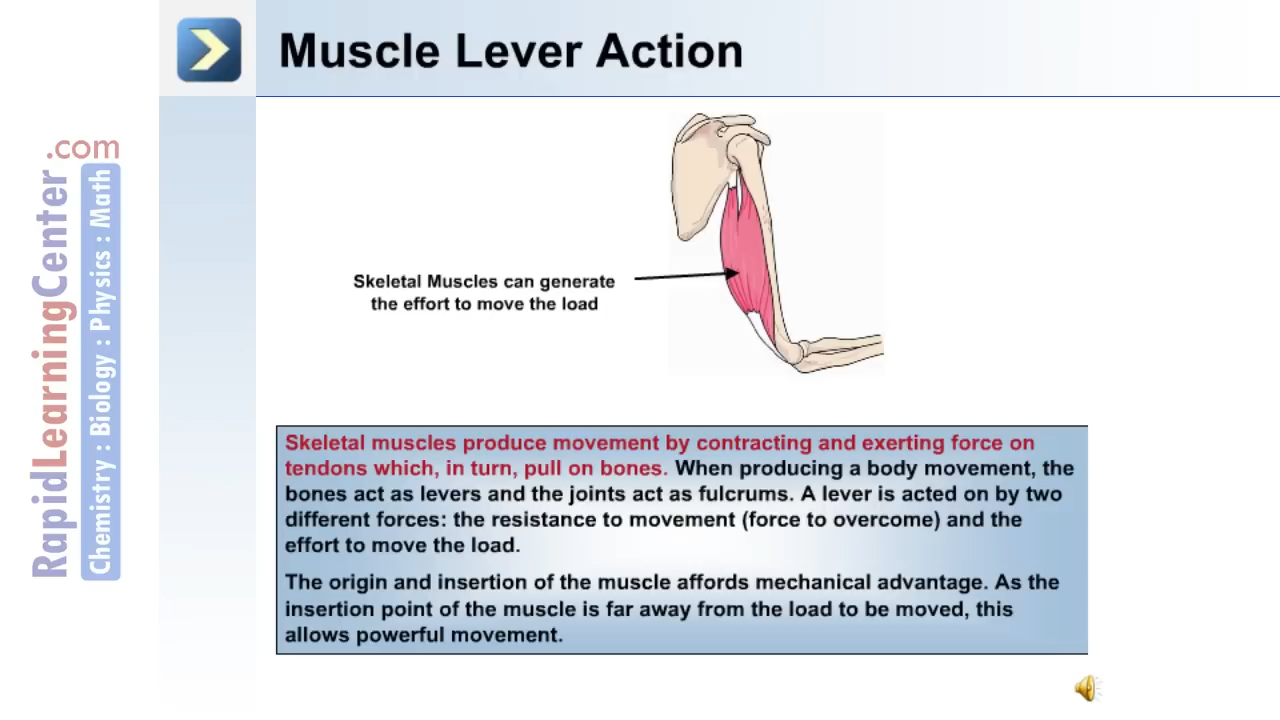 Muscle Lever Action
RapidLearningCenter.com
Chemistry : Biology : Physics : Math
Skeletal Muscles can generate
the effort to move the load
Skeletal muscles produce movement by contracting and exerting force on
tendons which, in turn, pull on bones. When producing a body movement, the
bones act as levers and the joints act as fulcrums. A lever is acted on by two
different forces: the resistance to movement (force to overcome) and the
effort to move the load.
The origin and insertion of the muscle affords mechanical advantage. As the
insertion point of the muscle is far away from the load to be moved, this
allows powerful movement.